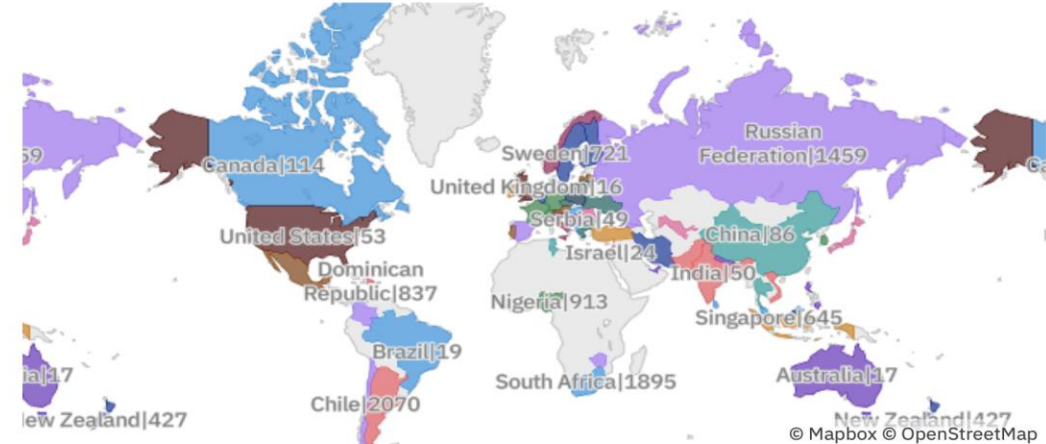 Russian
Federation|1459
59
Canada|114
Ca
Sweden|721
United Kingdom|16
Serbia|49
United States|53
China|86
Israel|24
India|50
Dominican
Republic|837
Nigeria|913
Singapore|645
Brazil|19
ia|17
South Africa|1895
Australia|17
Chile|2070
lew Zealand|427
New Zealand|427
© Mapbox © OpenStreetMap